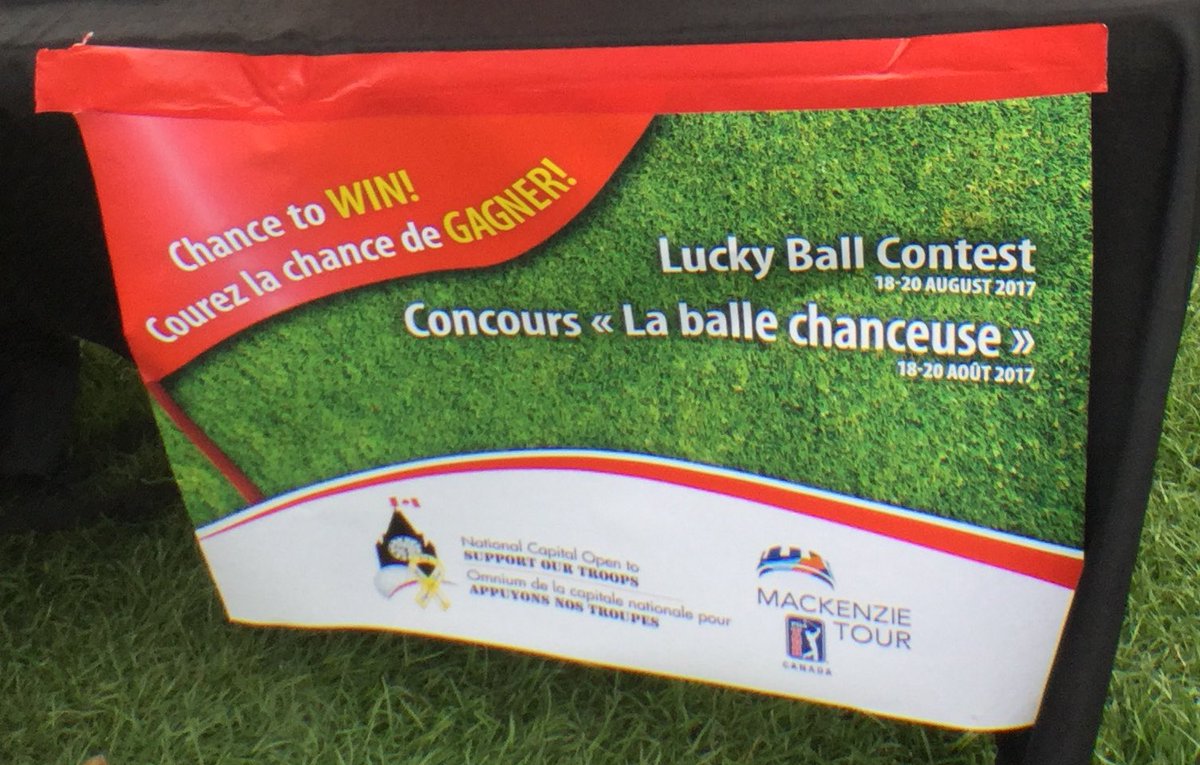 Chance to WIN!
Courez la chance de GAGNER!
Lucky Ball Contest
18-20 AUGUST 2017
Concours « La balle chanceuse »
18-20 AOÛT 2017
National Capital Open to
SUPPORT OUR TROOPS
Omnium de la capitale nationale pour
APPUYONS NOS TROUPES
MACKENZIE
TOUR
CANADA